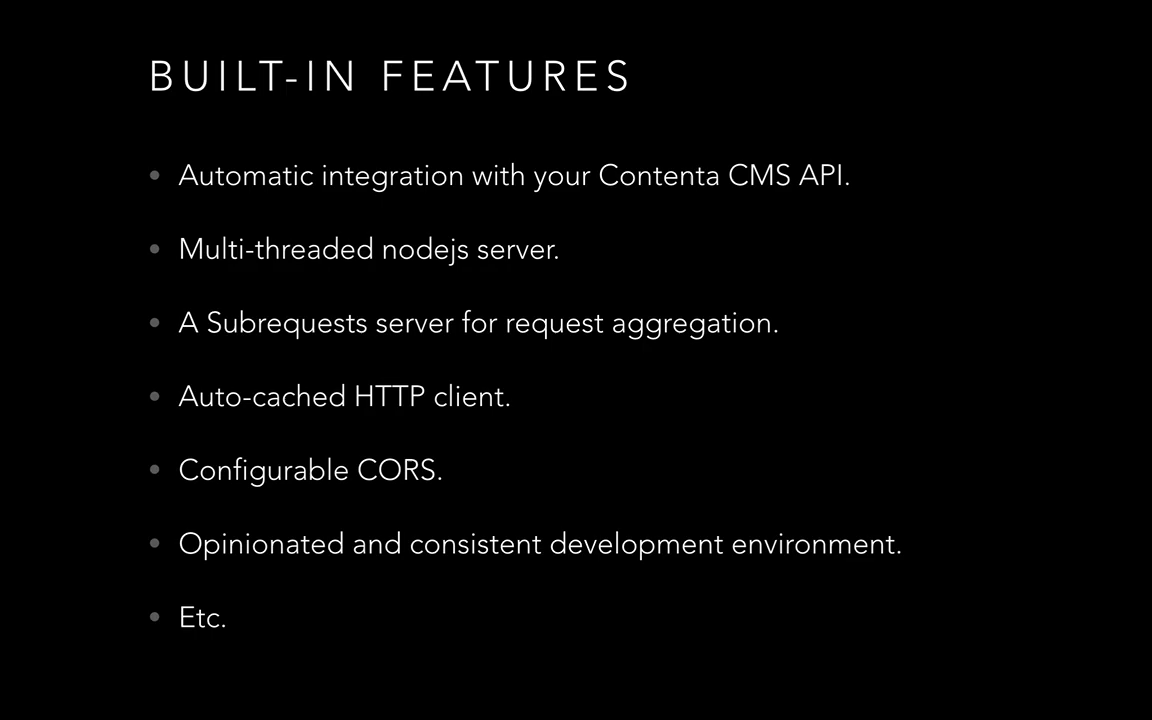 BUILT-IN FEATURES
• Automatic integration with your Contenta CMS API.
• Multi-threaded nodejs server.
• A Subrequests server for request aggregation.
• Auto-cached HTTP client.
• Configurable CORS.
• Opinionated and consistent development environment.
• Etc.